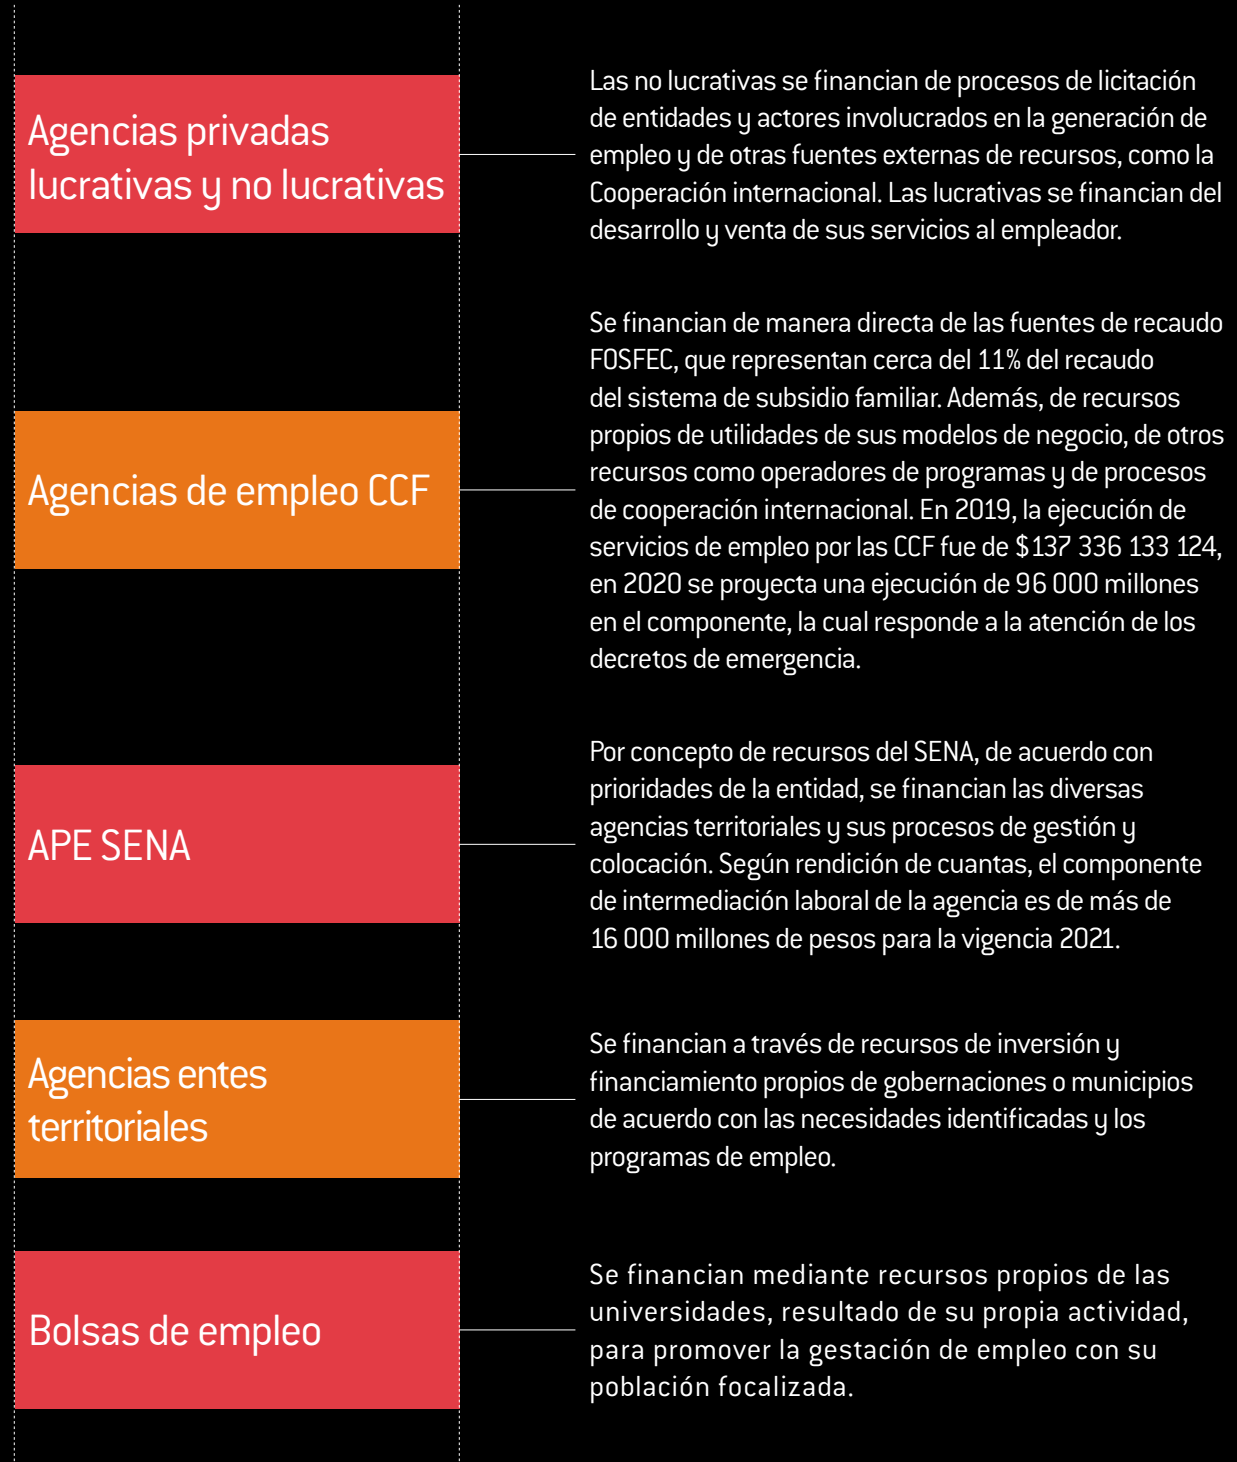 Agencias privadas
lucrativas y no lucrativas
Las no lucrativas se financian de procesos de licitación
de entidades y actores involucrados en la generación de
empleo y de otras fuentes externas de recursos, como la
Cooperación internacional. Las lucrativas se financian del
desarrollo y venta de sus servicios al empleador.
Agencias de empleo CCF
Se financian de manera directa de las fuentes de recaudo
FOSFEC, que representan cerca del 11% del recaudo
del sistema de subsidio familiar. Además, de recursos
propios de utilidades de sus modelos de negocio, de otros
recursos como operadores de programas y de procesos
de cooperación internacional. En 2019, la ejecución de
servicios de empleo por las CCF fue de $137 336 133 124,
en 2020 se proyecta una ejecución de 96 000 millones
en el componente, la cual responde a la atención de los
decretos de emergencia.
APE SENA
Por concepto de recursos del SENA, de acuerdo con
prioridades de la entidad, se financian las diversas
agencias territoriales y sus procesos de gestión y
colocación. Según rendición de cuantas, el componente
de intermediación laboral de la agencia es de más de
16 000 millones de pesos para la vigencia 2021.
Agencias entes
territoriales
Se financian a través de recursos de inversión y
financiamiento propios de gobernaciones o municipios
de acuerdo con las necesidades identificadas y los
programas de empleo.
Bolsas de empleo
Se financian mediante recursos propios de las
universidades, resultado de su propia actividad,
para promover la gestación de empleo con su
población focalizada.